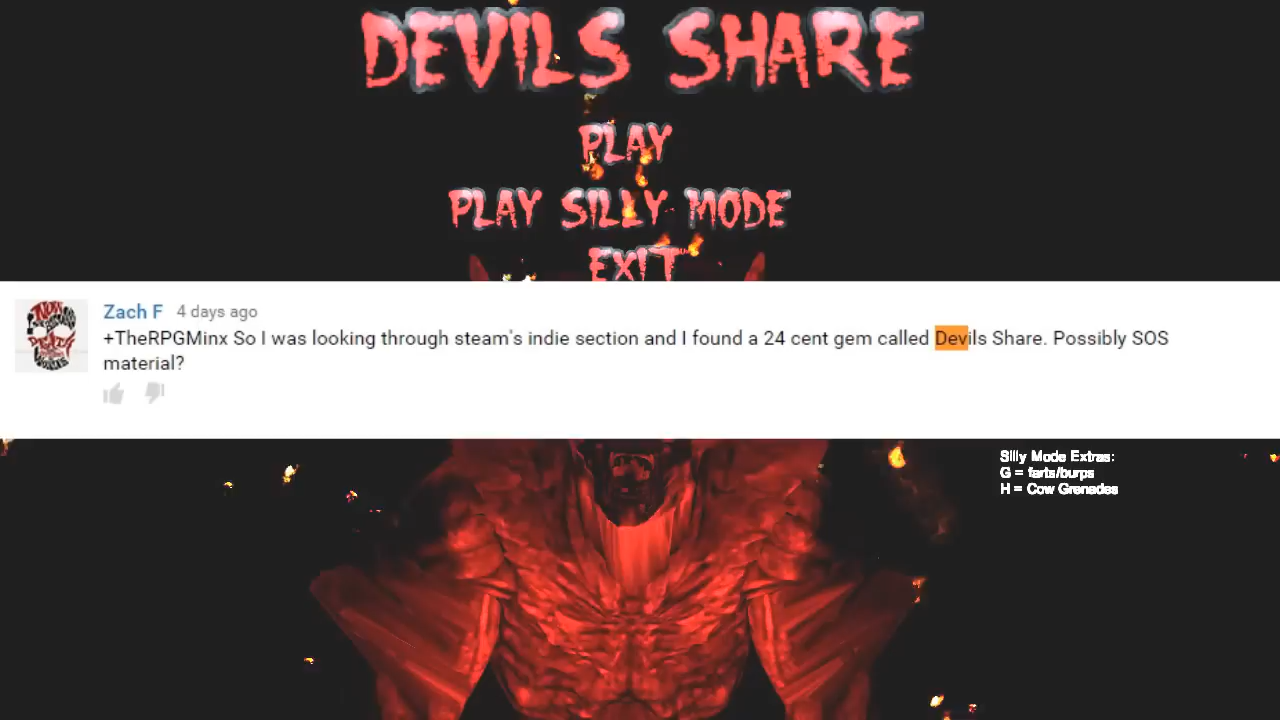 DEVILS SHARE
PLAY
PLAY SILLY MODE
EXIT
Zach F 4 days ago
+TheRPGMinx So I was looking through steam's indie section and I found a 24 cent gem called Devils Share. Possibly SOS
material?
Silly Mode Extras:
G = farts/burps
H = Cow Grenades